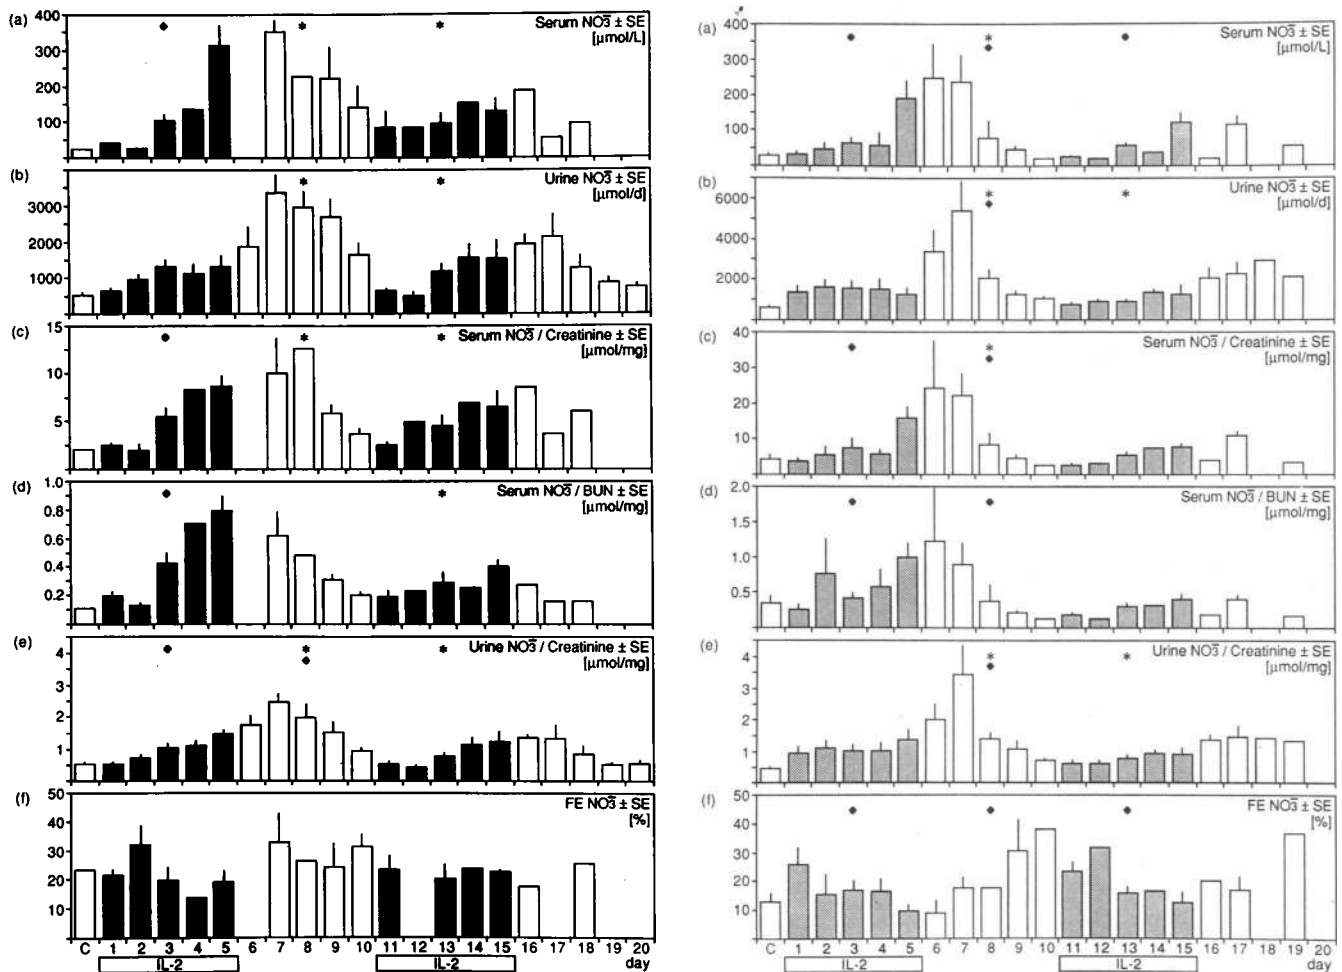 (a)
Serum NO3̄ ± SE
[µmol/L]
400
300
200
100
(b)
Urine NO3̄ ± SE
[µmol/d]
3000
2000
1000
(c)
Serum NO3̄ / Creatinine ± SE
[µmol/mg]
15
10
5
(d)
Serum NO3̄ / BUN ± SE
[µmol/mg]
1.0
0.8
0.6
0.4
0.2
(e)
Urine NO3̄ / Creatinine ± SE
[µmol/mg]
4
3
2
1
(f)
FE NO3̄ ± SE
[%]
50
40
30
20
10
C 1 2 3 4 5 6 7 8 9 10 11 12 13 14 15 16 17 18 19 20
IL-2 IL-2 day
(a)
Serum NO3̄ ± SE
[µmol/L]
400
300
200
100
(b)
Urine NO3̄ ± SE
[µmol/d]
6000
4000
2000
(c)
Serum NO3̄ / Creatinine ± SE
[µmol/mg]
40
30
20
10
(d)
Serum NO3̄ / BUN ± SE
[µmol/mg]
2.0
1.5
1.0
0.5
(e)
Urine NO3̄ / Creatinine ± SE
[µmol/mg]
4
3
2
1
(f)
FE NO3̄ ± SE
[%]
50
40
30
20
10
C 1 2 3 4 5 6 7 8 9 10 11 12 13 14 15 16 17 18 19 20
IL-2 IL-2 day